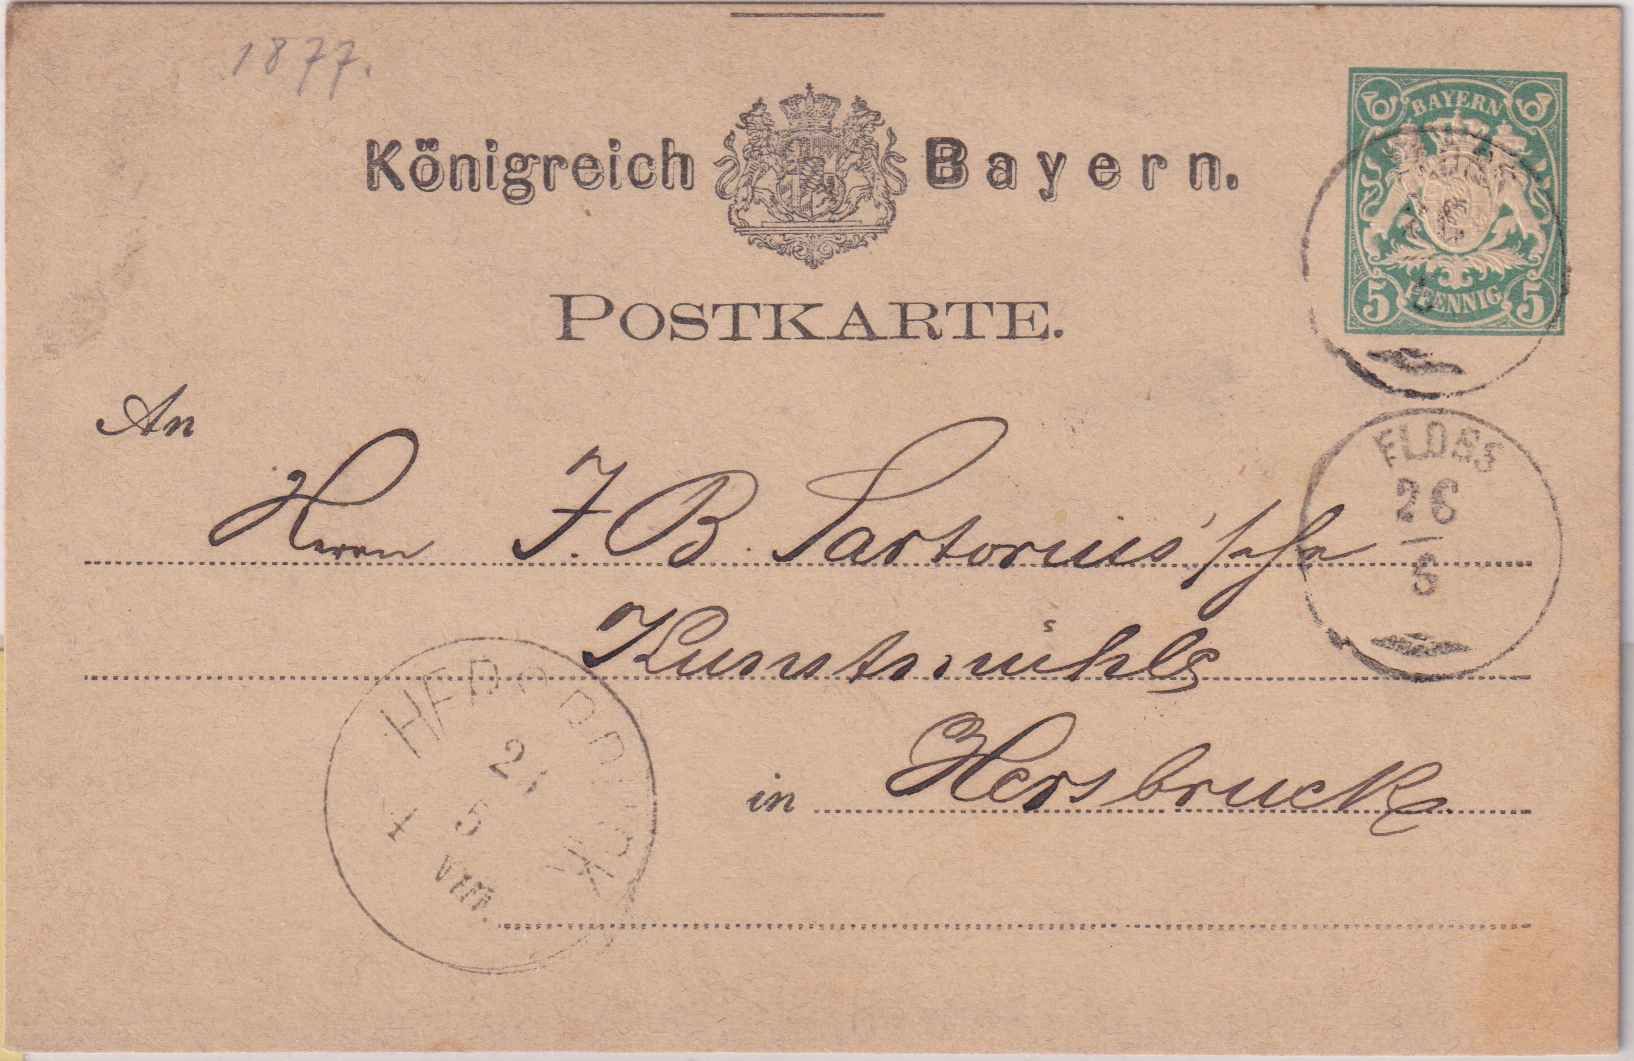 1877.
Königreich Bayern.
BAYERN
5 PFENNIG 5
POSTKARTE.
An
Herrn J. B. Sartorius'sche
FLOSS
26
5
Kunstmühle
HERSBRUCK
5
Vm.
in Hersbruck